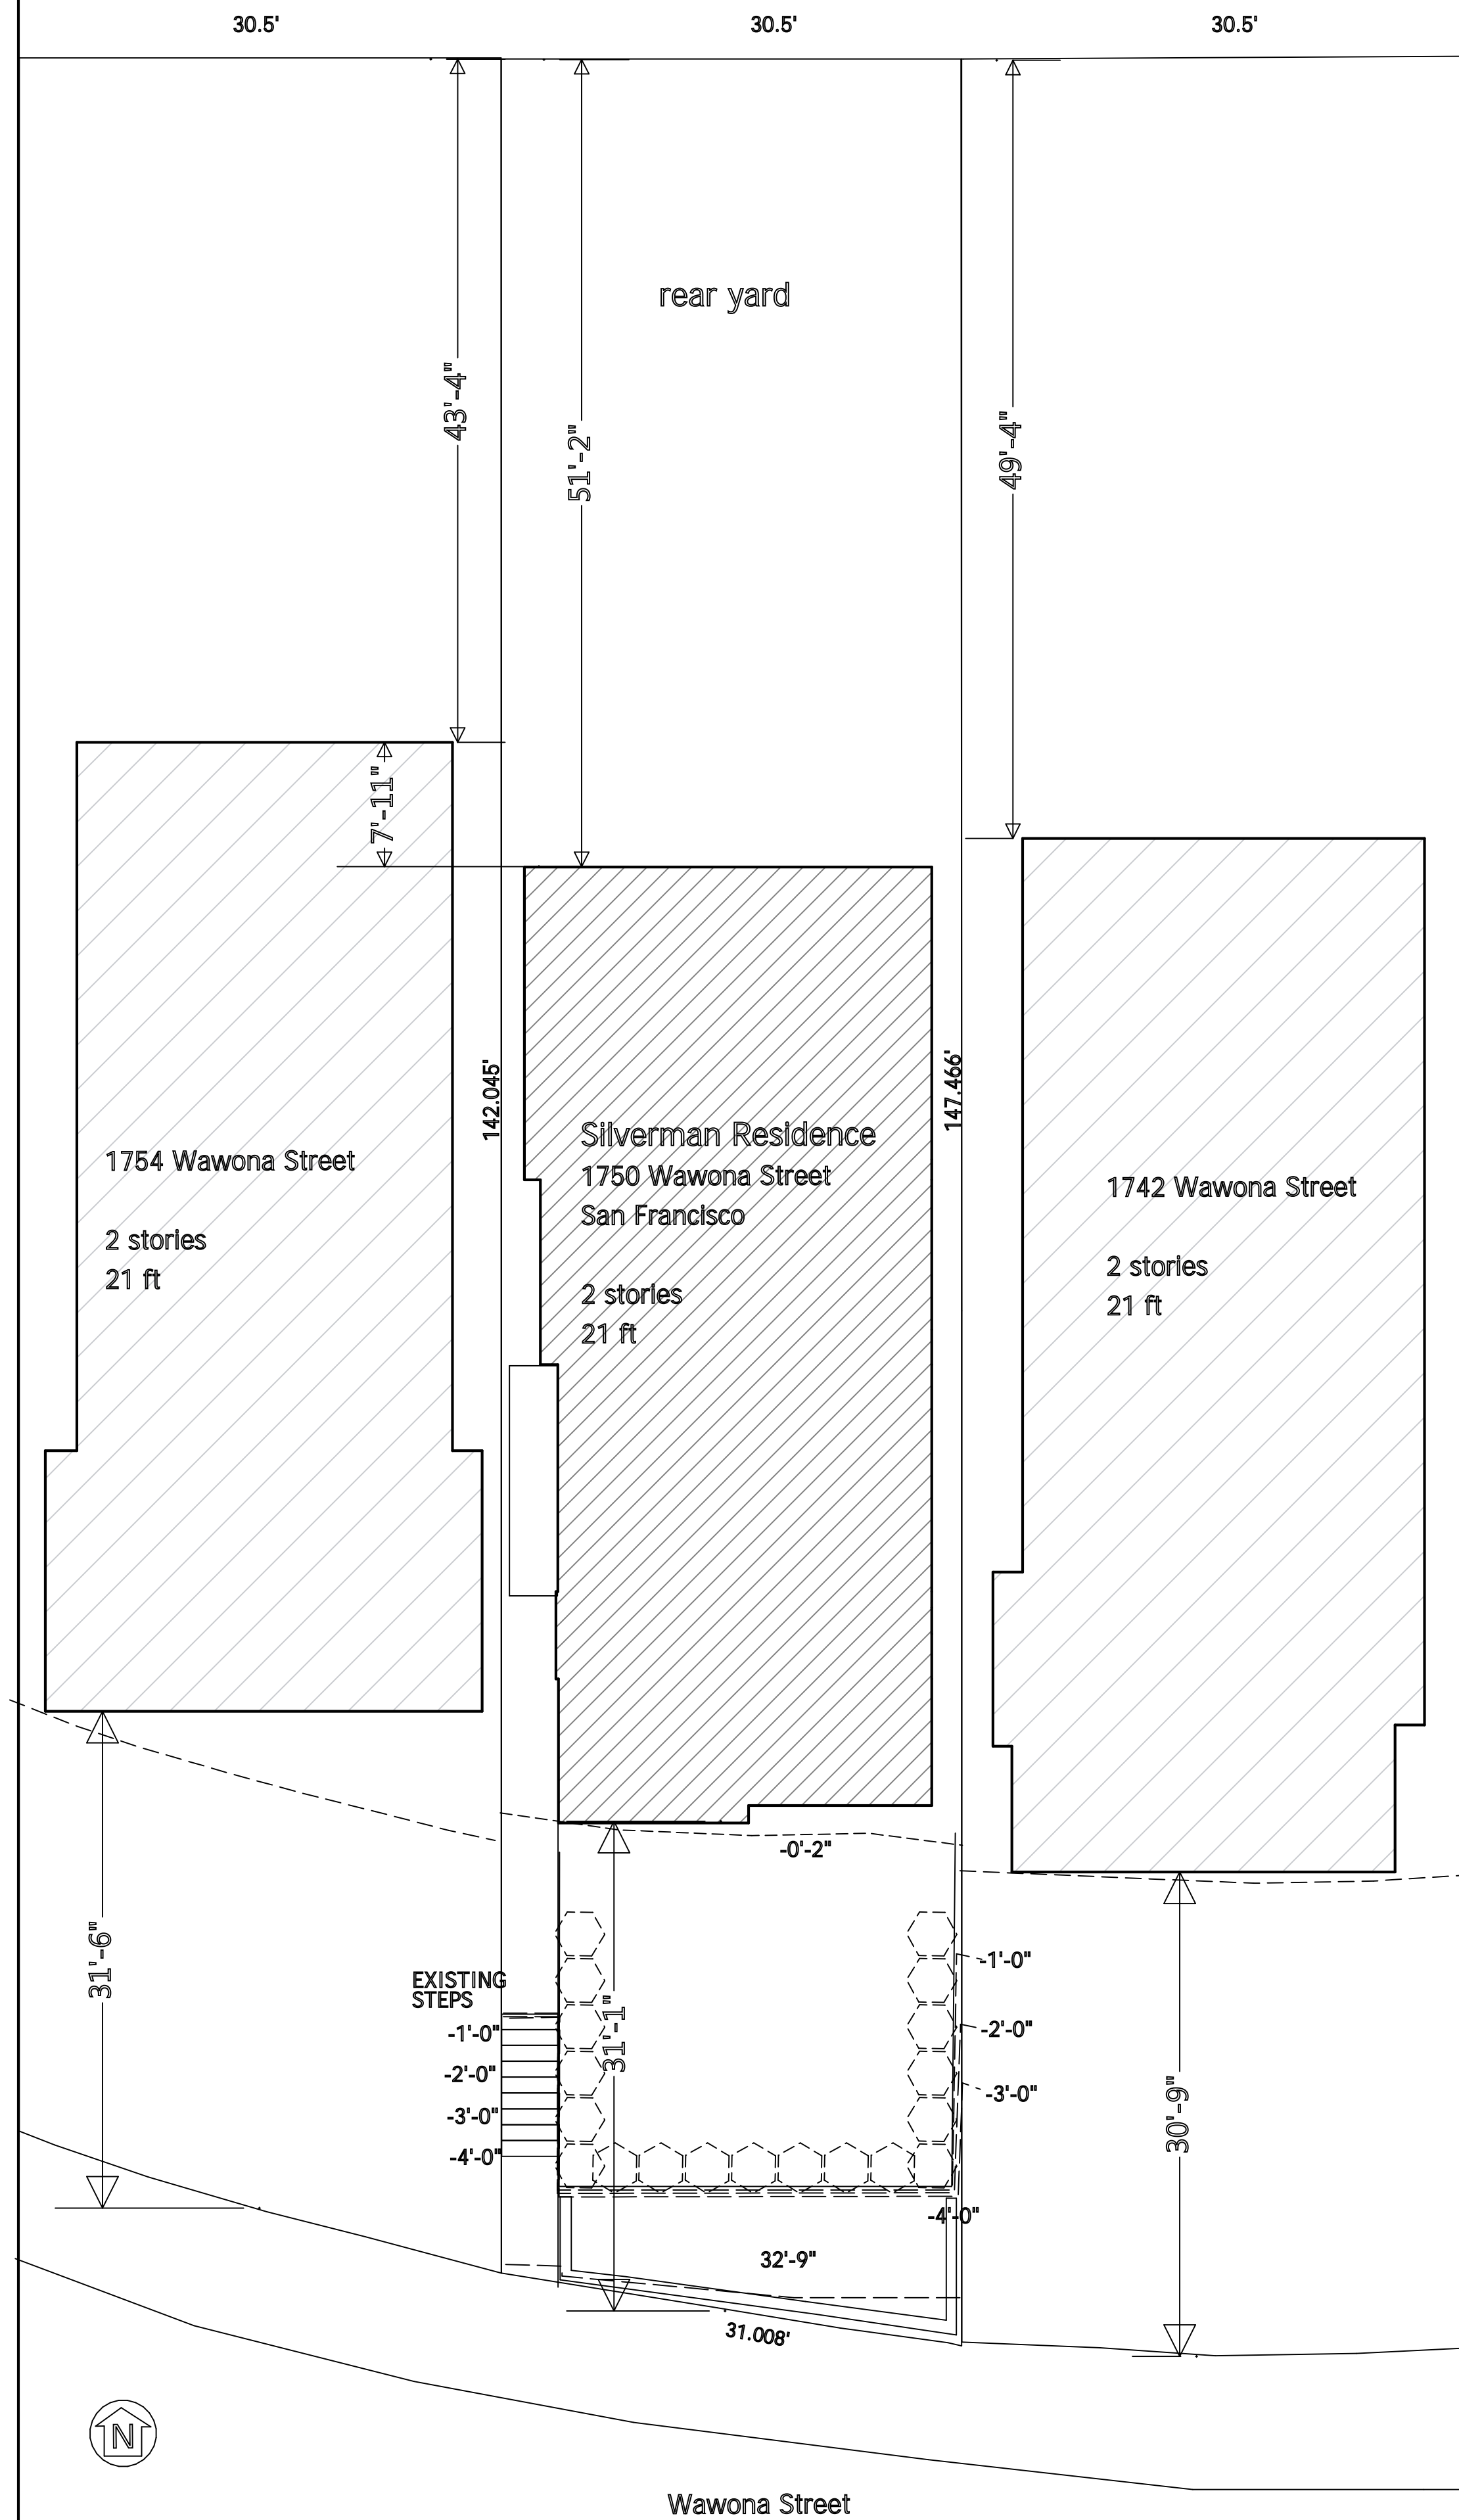 30.5'
30.5'
30.5'
rear yard
43'-4"
51'-2"
49'-4"
7'-11"
142.045'
147.466'
1754 Wawona Street
2 stories
21 ft
Silverman Residence
1750 Wawona Street
San Francisco
2 stories
21 ft
1742 Wawona Street
2 stories
21 ft
-0'-2"
31'-6"
EXISTING
STEPS
-1'-0"
-2'-0"
-3'-0"
-4'-0"
31'-1"
-1'-0"
-2'-0"
-3'-0"
-4'-0"
30'-9"
32'-9"
31.008'
N
Wawona Street